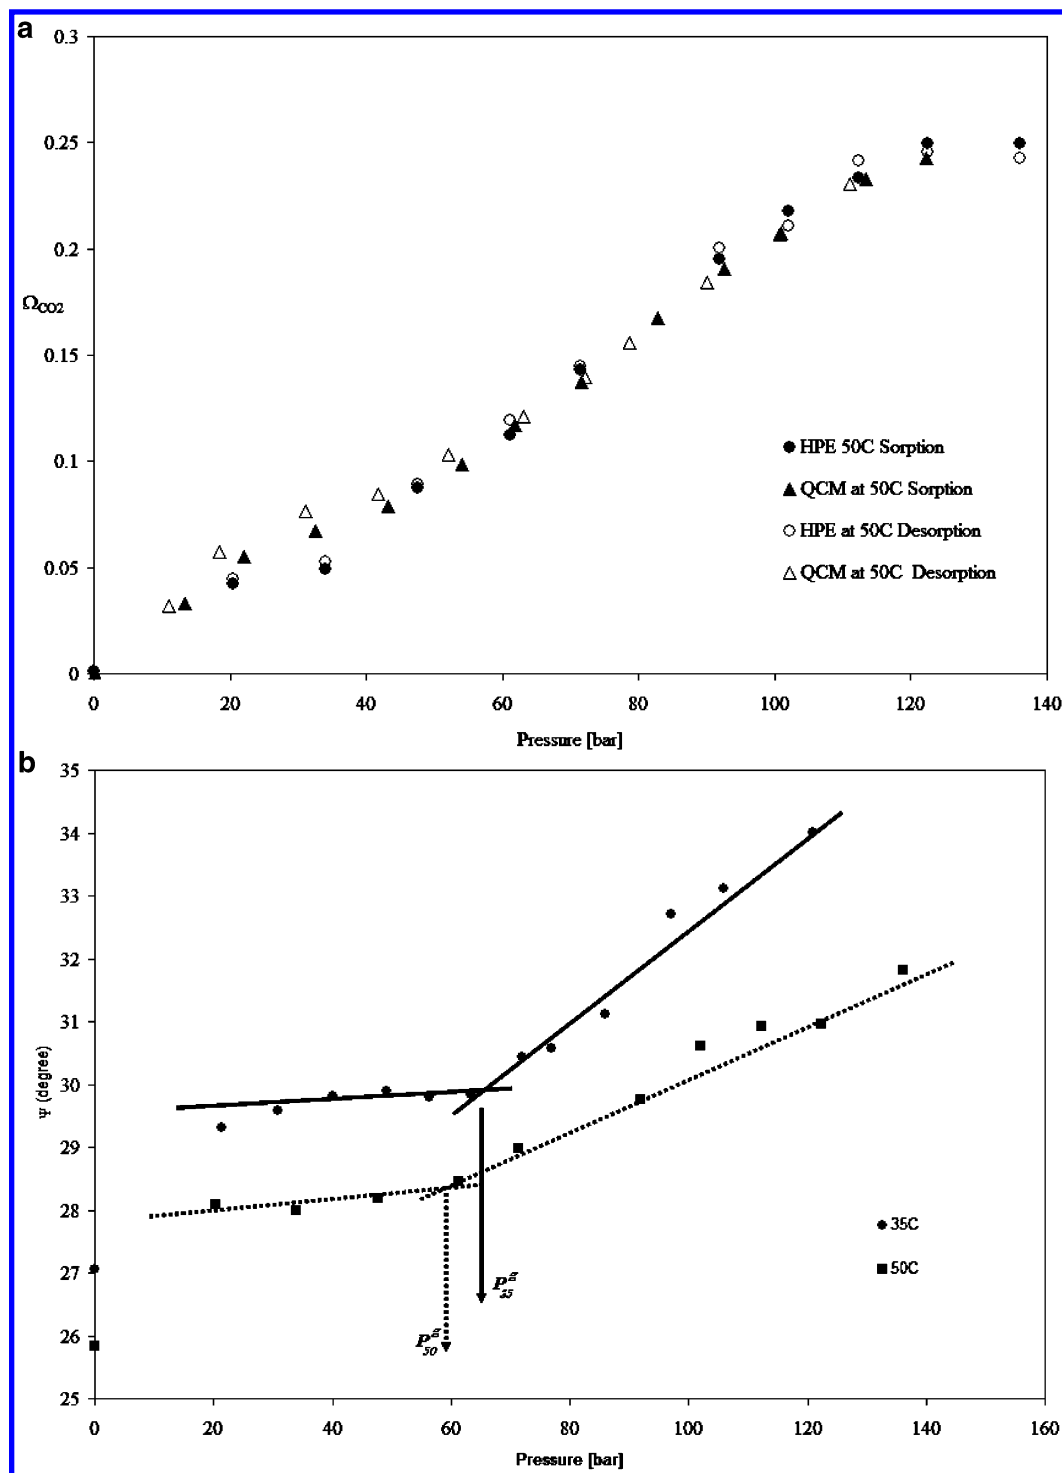 a
0.3
0.25
0.2
Ω_CO2
0.15
0.1
0.05
0
HPE 50C Sorption
QCM at 50C Sorption
HPE at 50C Desorption
QCM at 50C Desorption
0 20 40 60 80 100 120 140
Pressure [bar]
b
35
34
33
32
31
30
29
28
27
26
25
Ψ (degree)
35C
50C
P_50
0 20 40 60 80 100 120 140 160
Pressure [bar]